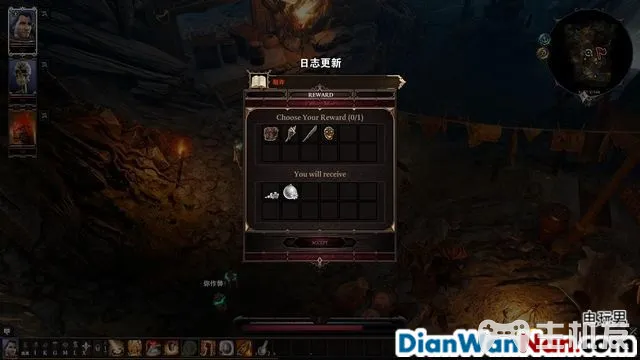 日志更新
REWARD
Choose Your Reward (0/1)
You will receive
ACCEPT
你作弊!
I K G M L
电玩男
DianWanNan.com